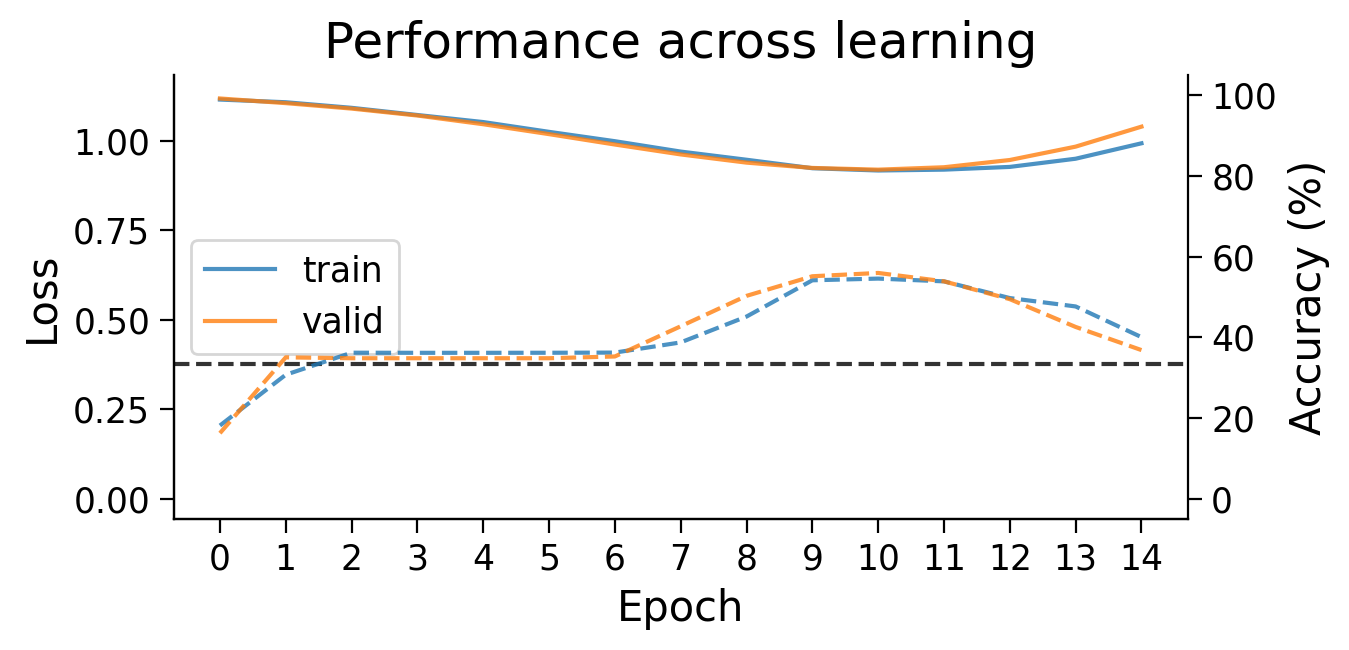 Performance across learning
Loss
1.00
0.75
0.50
0.25
0.00
train
valid
100
80
60
40
20
0
Accuracy (%)
0 1 2 3 4 5 6 7 8 9 10 11 12 13 14
Epoch